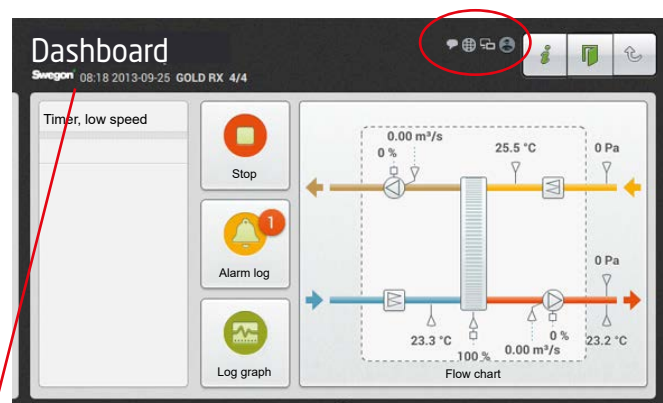 Dashboard
Swegon 08:18 2013-09-25 GOLD RX 4/4
i
Timer, low speed
Stop
1
Alarm log
Log graph
0.00 m³/s
0 %
25.5 °C
0 Pa
0 Pa
23.3 °C
100 %
0.00 m³/s
0 %
23.2 °C
Flow chart